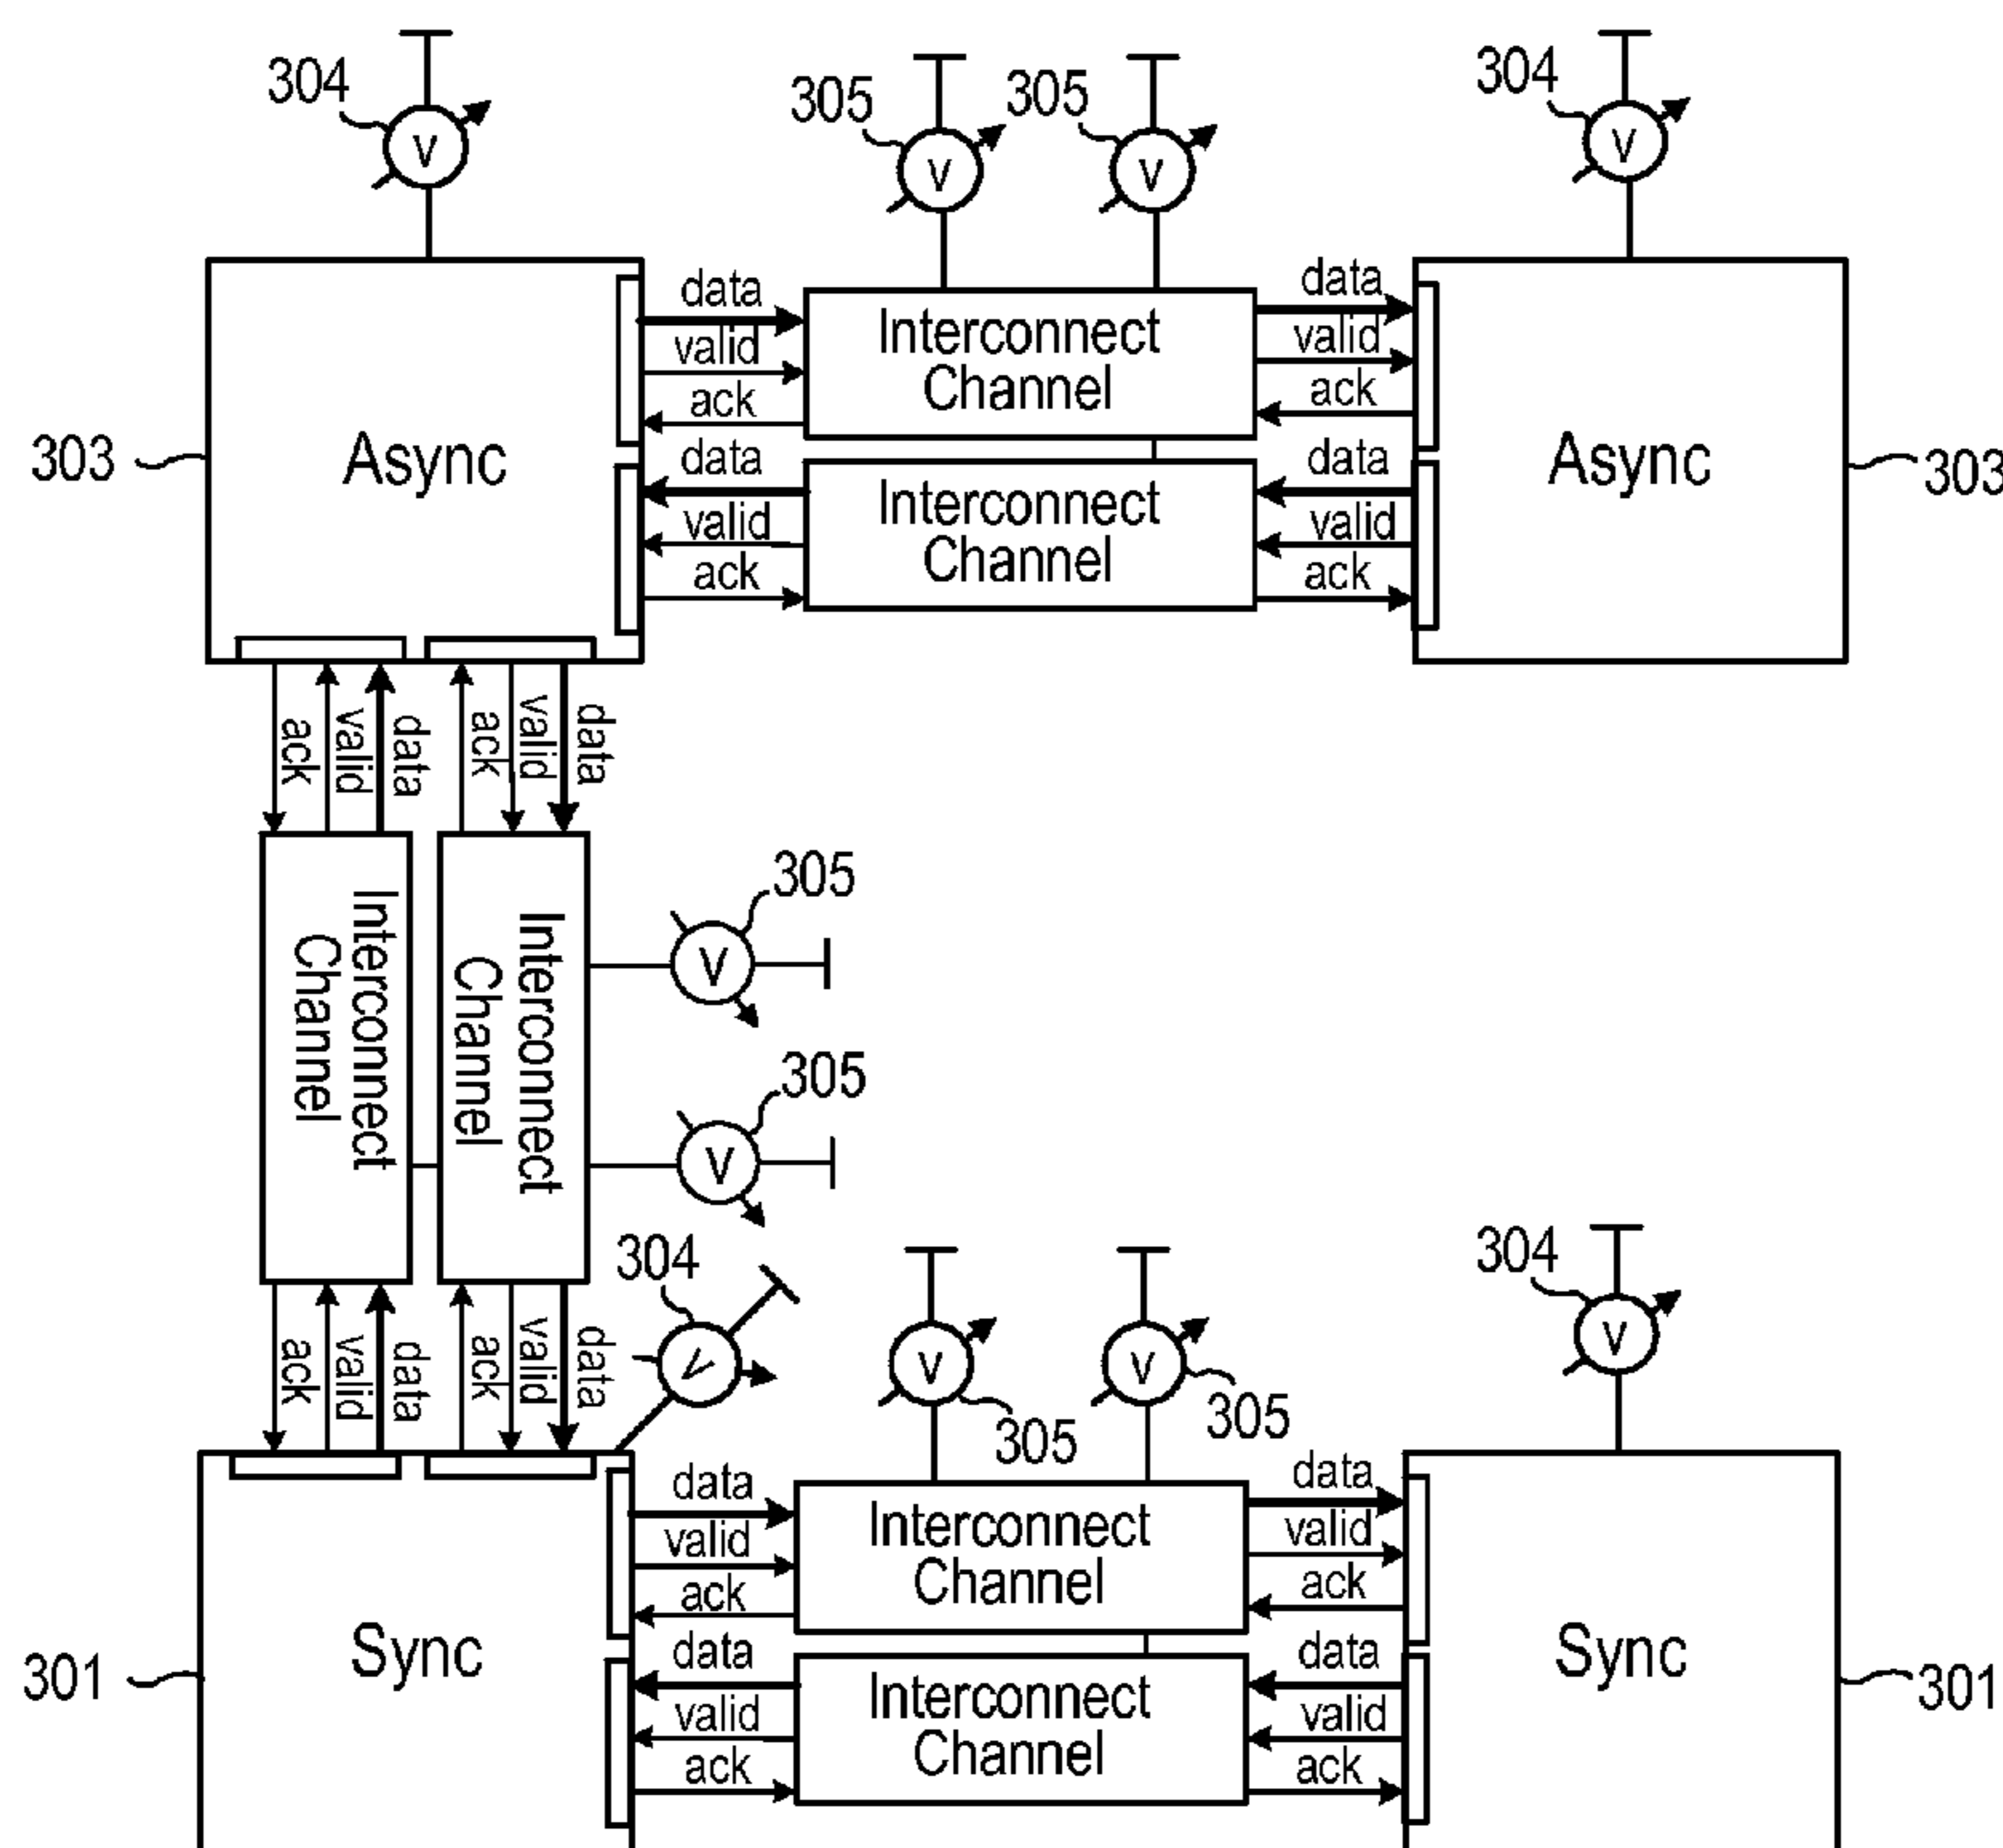 304
305
305
304
data
valid
ack
Interconnect
Channel
data
valid
ack
303
Async
data
valid
ack
Interconnect
Channel
data
valid
ack
Async
303
ack
valid
data
ack
valid
data
Interconnect
Channel
Interconnect
Channel
305
305
ack
valid
data
ack
valid
data
304
304
305
305
data
valid
ack
Interconnect
Channel
data
valid
ack
301
Sync
data
valid
ack
Interconnect
Channel
data
valid
ack
Sync
301
V
V
V
V
V
V
V
V
V
V